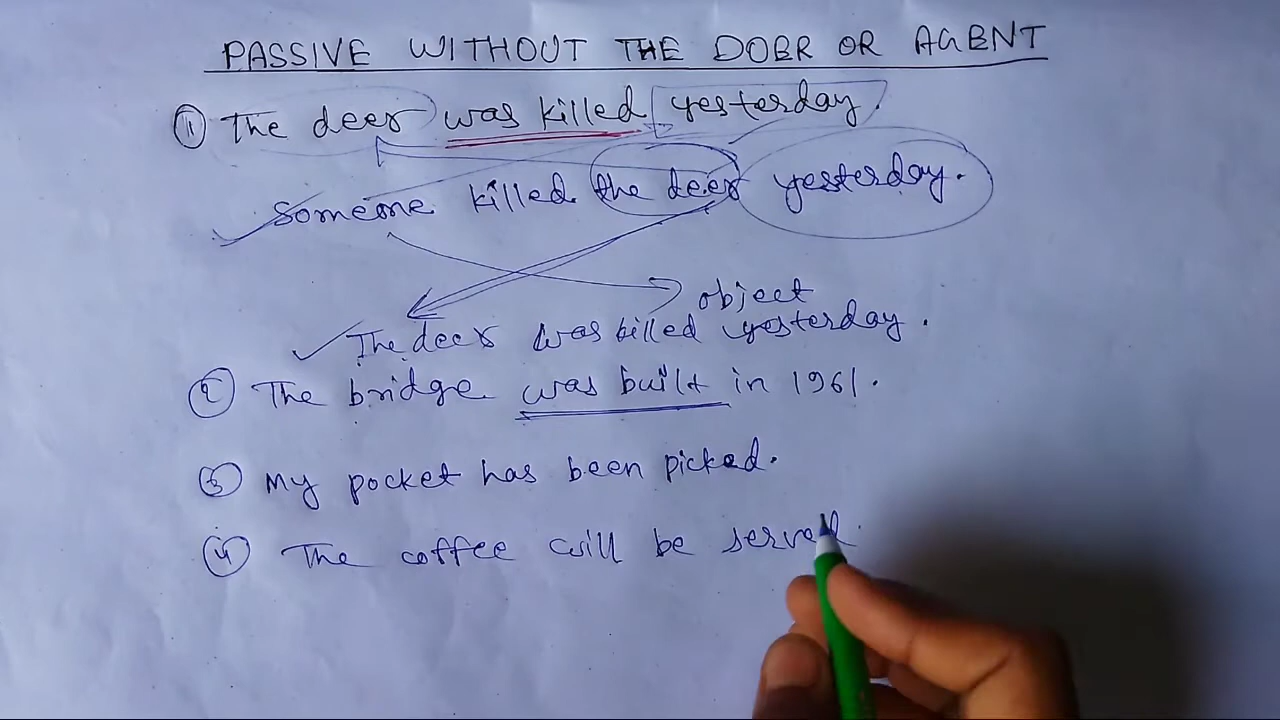 PASSIVE WITHOUT THE DOER OR AGENT
① The deer was killed yesterday.
Someone killed the deer yesterday.
object
The deer was killed yesterday.
② The bridge was built in 1961.
③ My pocket has been picked.
④ The coffee will be served.